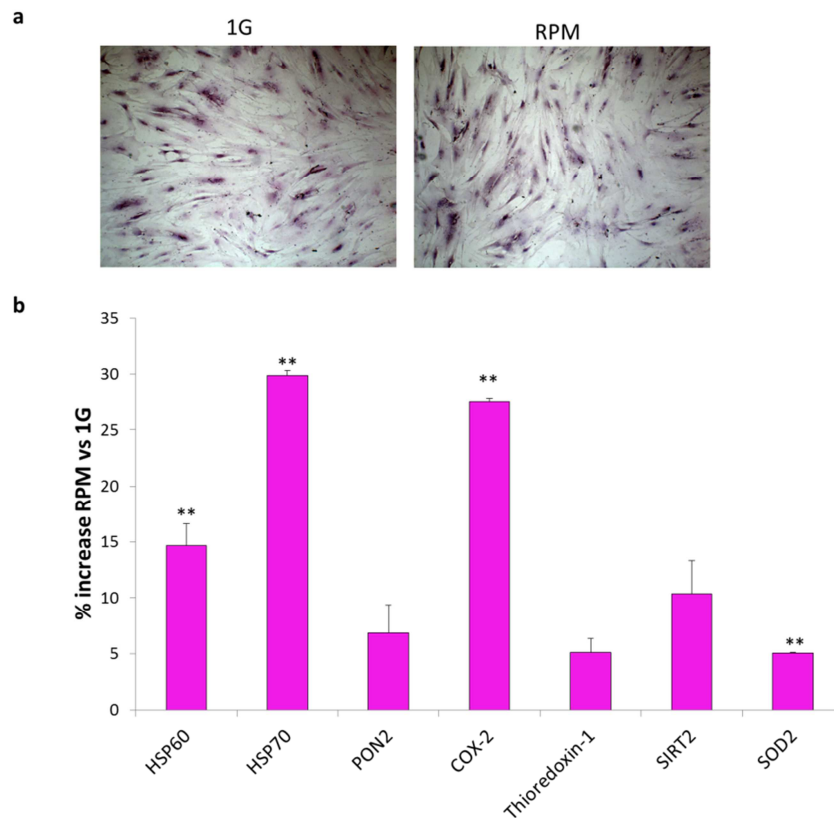 a
1G
RPM
b
% increase RPM vs 1G
35
30
25
20
15
10
5
0
**
**
**
**
HSP60
HSP70
PON2
COX-2
Thioredoxin-1
SIRT2
SOD2